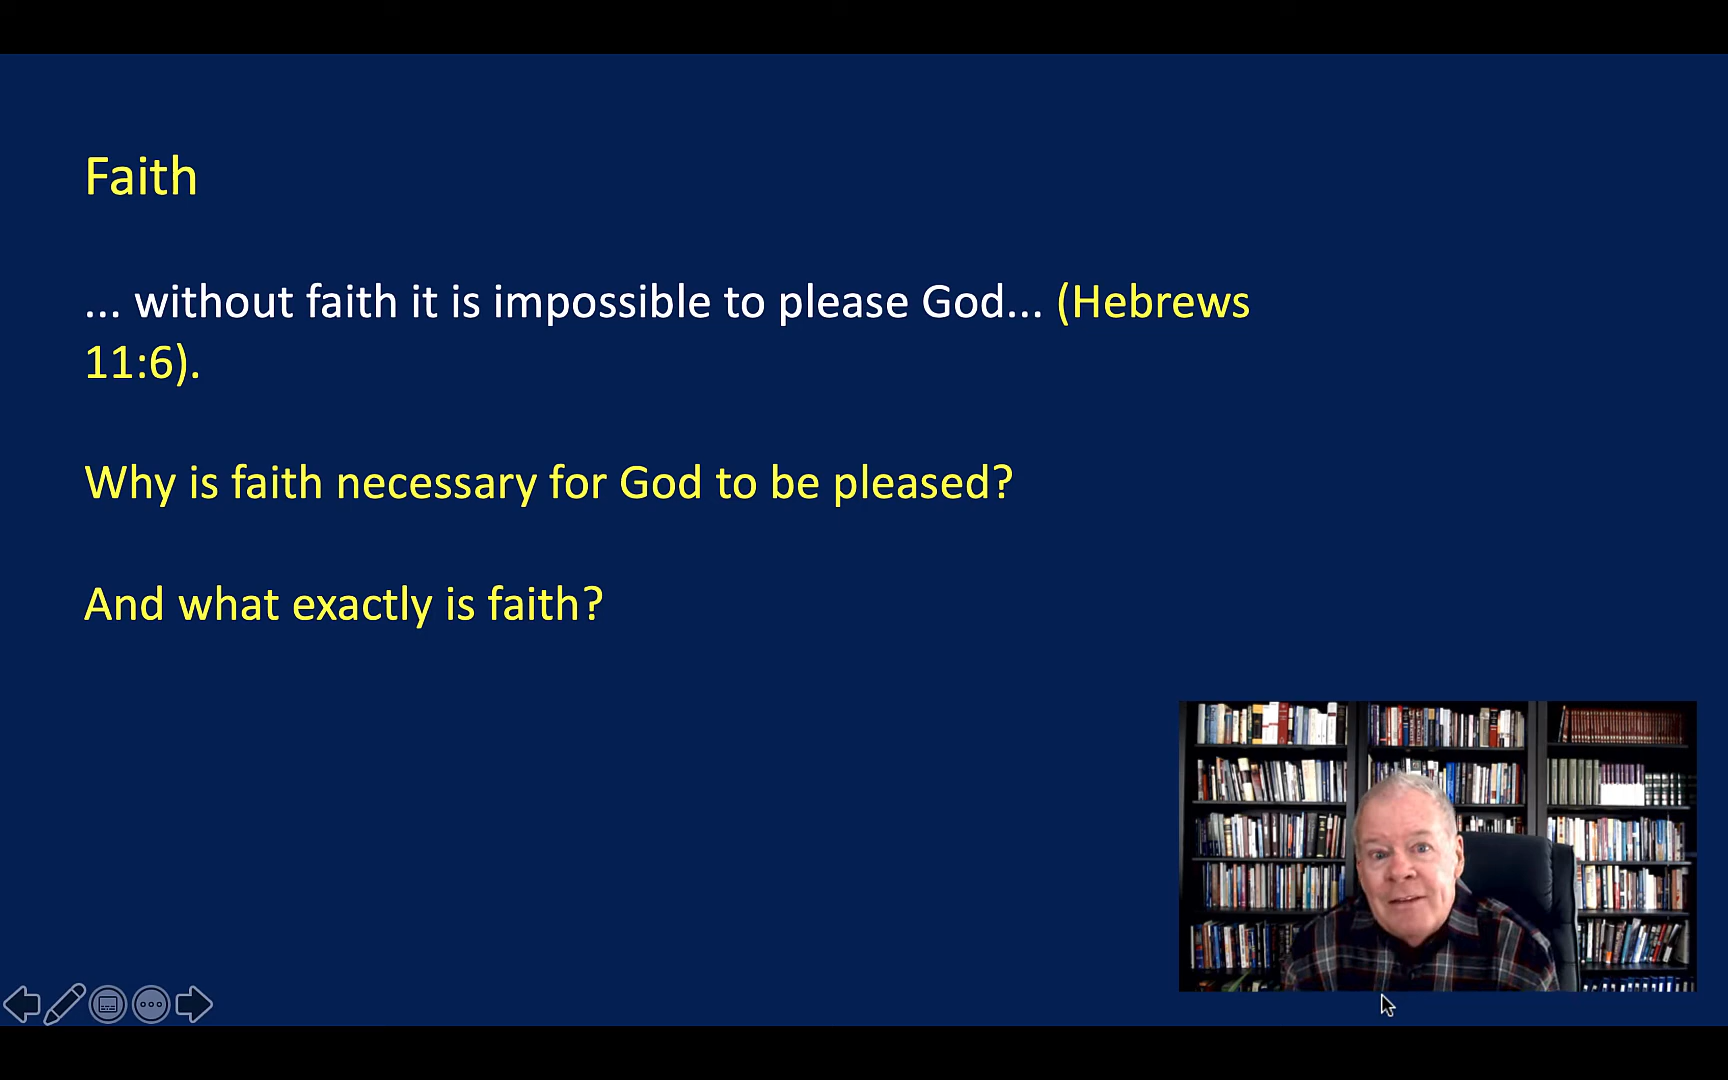 Faith
... without faith it is impossible to please God... (Hebrews
11:6).
Why is faith necessary for God to be pleased?
And what exactly is faith?